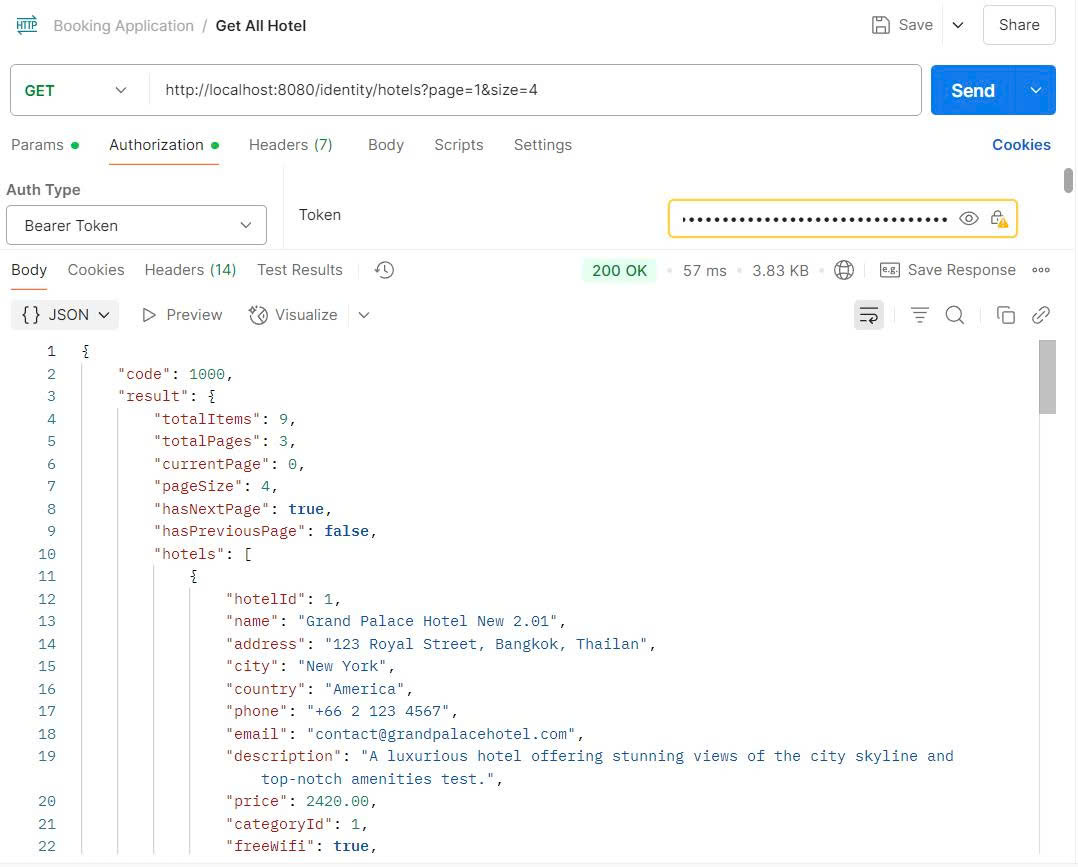 HTTP Booking Application / Get All Hotel Save Share
GET http://localhost:8080/identity/hotels?page=1&size=4 Send
Params Authorization Headers (7) Body Scripts Settings Cookies
Auth Type
Bearer Token
Token
Body Cookies Headers (14) Test Results 200 OK 57 ms 3.83 KB e.g. Save Response
{} JSON Preview Visualize
1 {
2 "code": 1000,
3 "result": {
4 "totalItems": 9,
5 "totalPages": 3,
6 "currentPage": 0,
7 "pageSize": 4,
8 "hasNextPage": true,
9 "hasPreviousPage": false,
10 "hotels": [
11 {
12 "hotelId": 1,
13 "name": "Grand Palace Hotel New 2.01",
14 "address": "123 Royal Street, Bangkok, Thailan",
15 "city": "New York",
16 "country": "America",
17 "phone": "+66 2 123 4567",
18 "email": "contact@grandpalacehotel.com",
19 "description": "A luxurious hotel offering stunning views of the city skyline and
top-notch amenities test.",
20 "price": 2420.00,
21 "categoryId": 1,
22 "freeWifi": true,